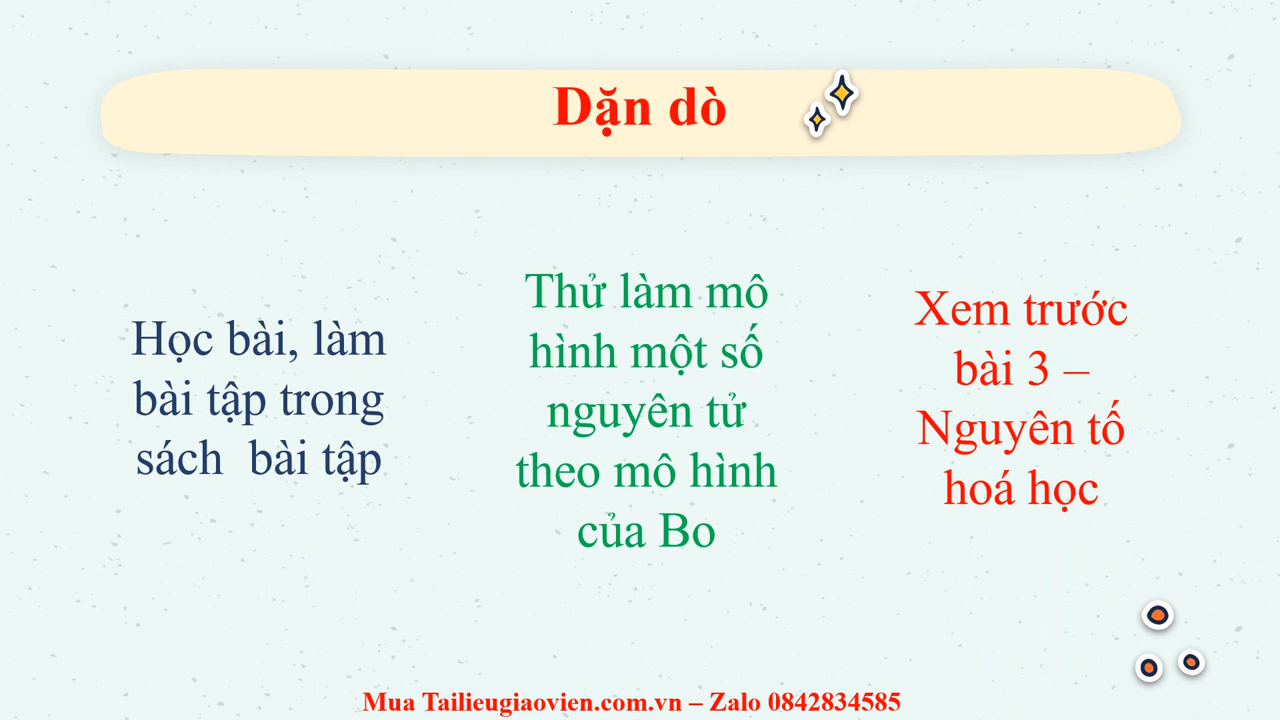 Dặn dò
Học bài, làm
bài tập trong
sách  bài tập
Thử làm mô
hình một số
nguyên tử
theo mô hình
của Bo
Xem trước
bài 3 –
Nguyên tố
hoá học
Mua Tailieugiaovien.com.vn – Zalo 0842834585